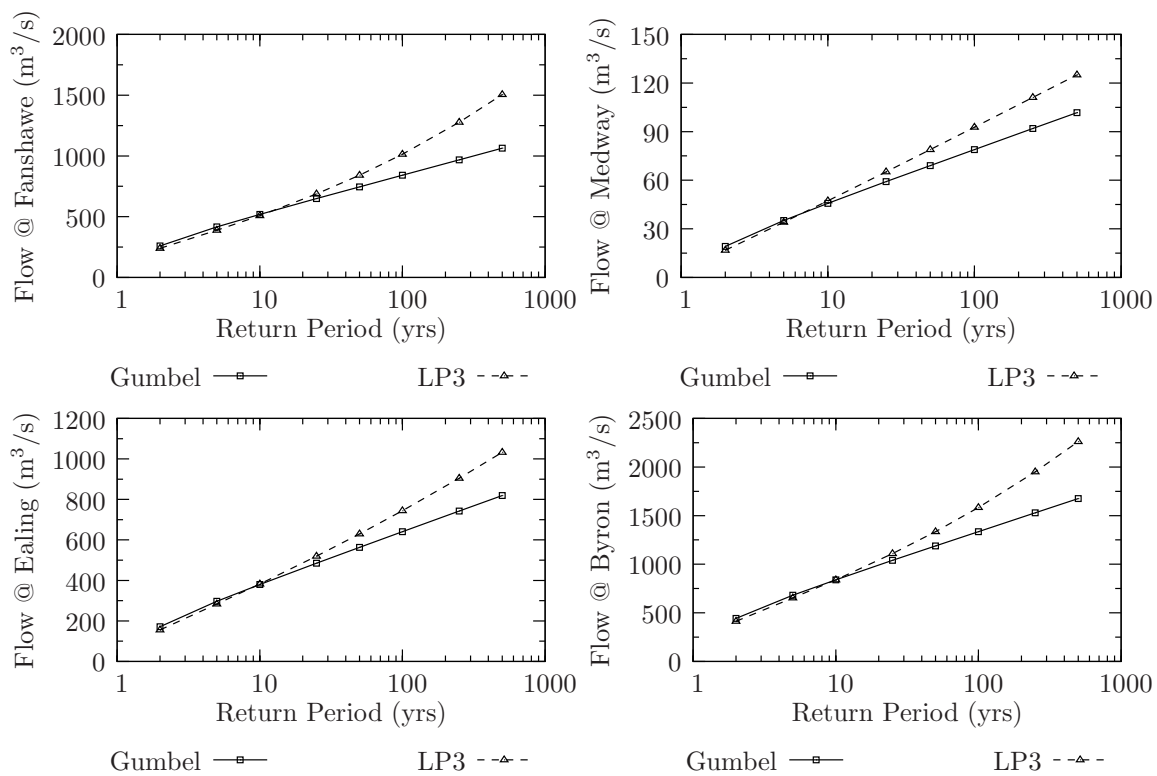 Flow @ Fanshawe (m³/s)
2000
1500
1000
500
0
1 10 100 1000
Return Period (yrs)
Gumbel LP3
Flow @ Medway (m³/s)
150
120
90
60
30
0
1 10 100 1000
Return Period (yrs)
Gumbel LP3
Flow @ Ealing (m³/s)
1200
1000
800
600
400
200
0
1 10 100 1000
Return Period (yrs)
Gumbel LP3
Flow @ Byron (m³/s)
2500
2000
1500
1000
500
0
1 10 100 1000
Return Period (yrs)
Gumbel LP3